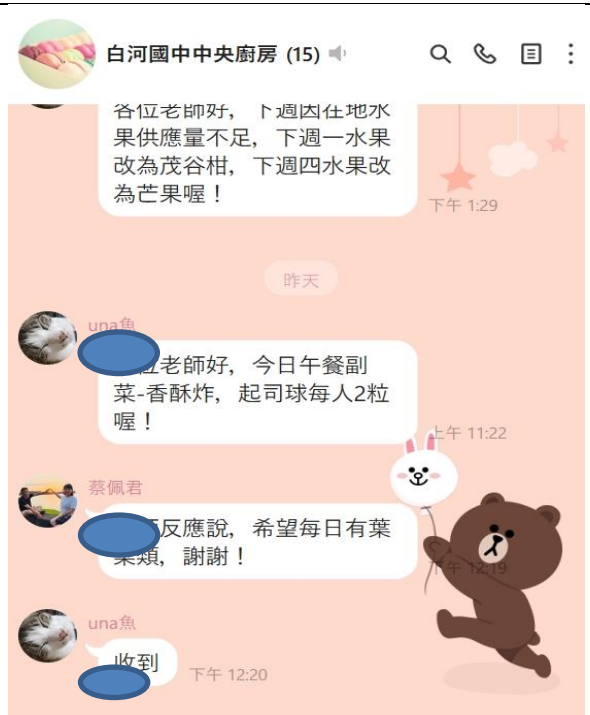 白河國中中央廚房 (15)
各位老師好，下週因在地水
果供應量不足，下週一水果
改為茂谷柑，下週四水果改
為芒果喔！
下午 1:29
昨天
una魚
位老師好，今日午餐副
菜-香酥炸，起司球每人2粒
喔！
上午 11:22
蔡佩君
反應說，希望每日有葉
菜類，謝謝！
下午 12:19
una魚
收到
下午 12:20